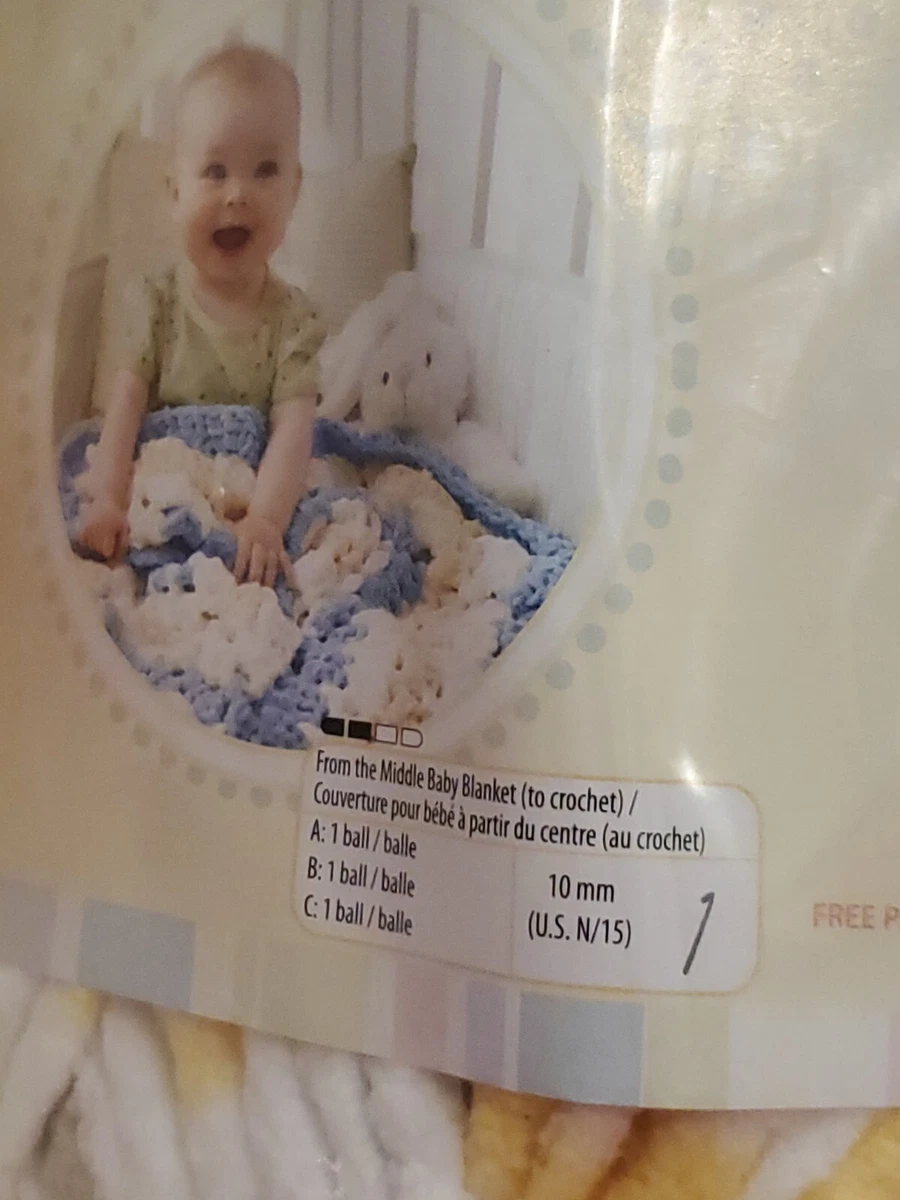 From the Middle Baby Blanket (to crochet) /
Couverture pour bébé à partir du centre (au crochet)
A: 1 ball / balle
B: 1 ball / balle
C: 1 ball / balle
10 mm
(U.S. N/15)
FREE